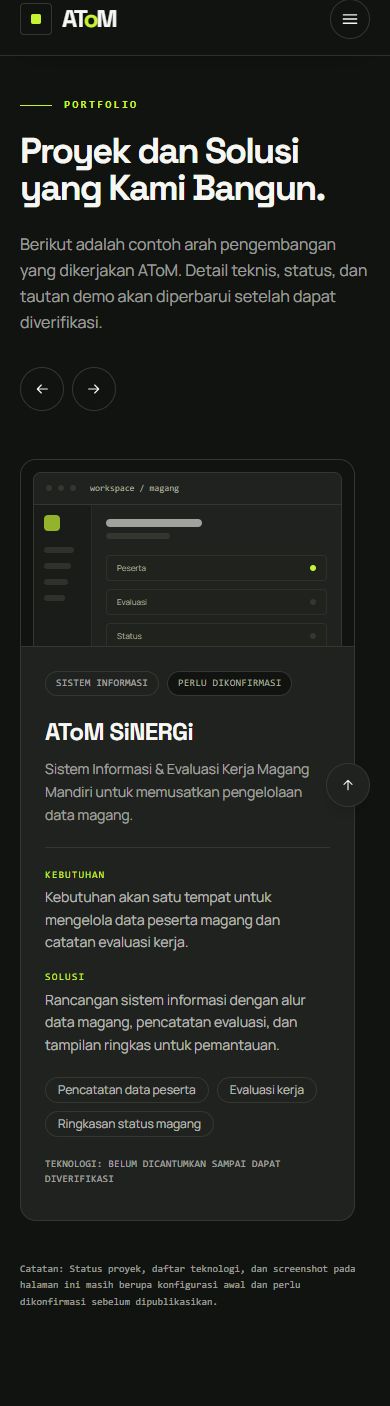 AToM
PORTFOLIO
Proyek dan Solusi
yang Kami Bangun.
Berikut adalah contoh arah pengembangan
yang dikerjakan AToM. Detail teknis, status, dan
tautan demo akan diperbarui setelah dapat
diverifikasi.
workspace / magang
Peserta
Evaluasi
Status
SISTEM INFORMASI
PERLU DIKONFIRMASI
AToM SiNERGi
Sistem Informasi & Evaluasi Kerja Magang
Mandiri untuk memusatkan pengelolaan
data magang.
KEBUTUHAN
Kebutuhan akan satu tempat untuk
mengelola data peserta magang dan
catatan evaluasi kerja.
SOLUSI
Rancangan sistem informasi dengan alur
data magang, pencatatan evaluasi, dan
tampilan ringkas untuk pemantauan.
Pencatatan data peserta
Evaluasi kerja
Ringkasan status magang
TEKNOLOGI: BELUM DICANTUMKAN SAMPAI DAPAT
DIVERIFIKASI
Catatan: Status proyek, daftar teknologi, dan screenshot pada
halaman ini masih berupa konfigurasi awal dan perlu
dikonfirmasi sebelum dipublikasikan.